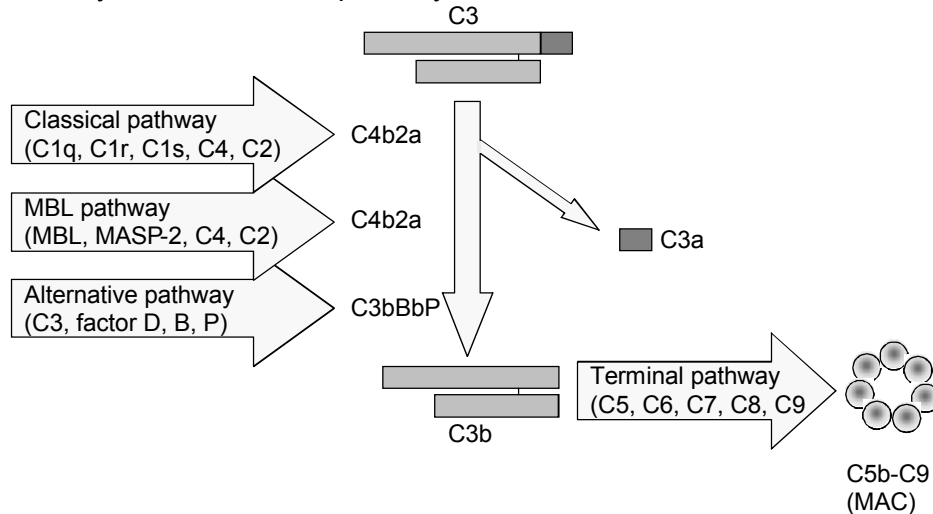 C3
Classical pathway
(C1q, C1r, C1s, C4, C2)
C4b2a
MBL pathway
(MBL, MASP-2, C4, C2)
C4b2a
C3a
Alternative pathway
(C3, factor D, B, P)
C3bBbP
Terminal pathway
(C5, C6, C7, C8, C9
C3b
C5b-C9
(MAC)